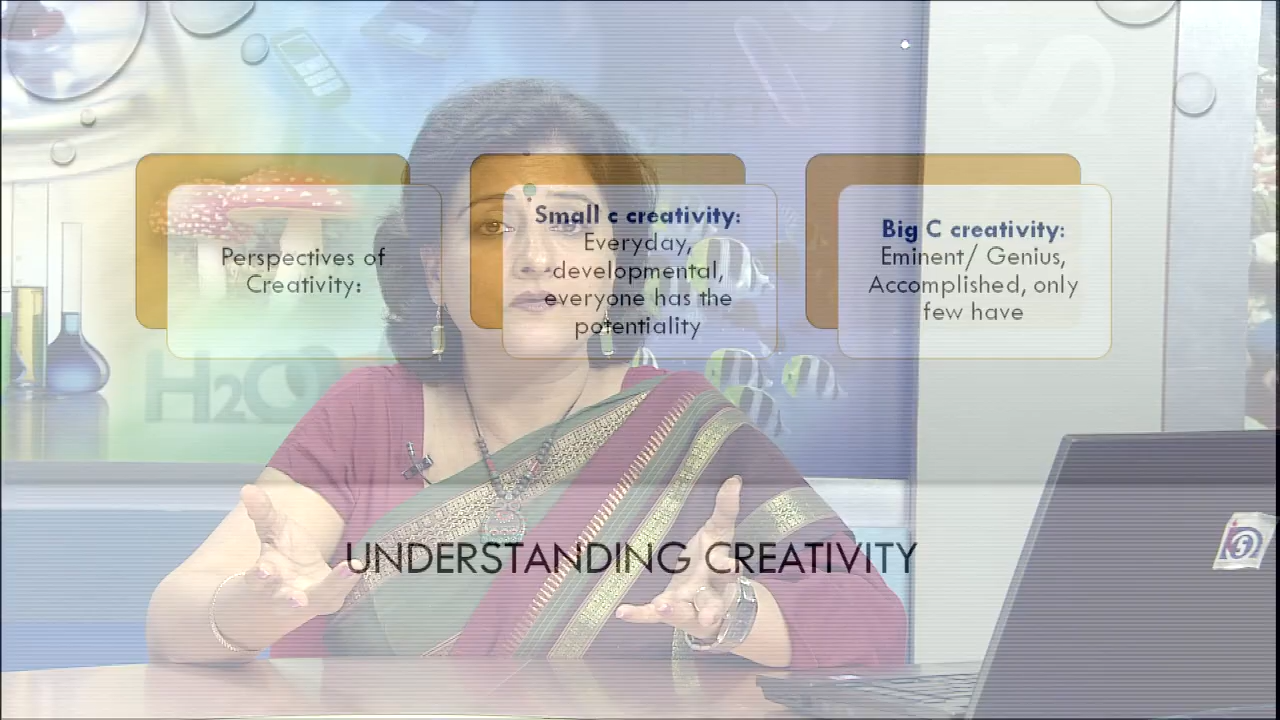 Perspectives of
Creativity:
Small c creativity:
Everyday,
developmental,
everyone has the
potentiality
Big C creativity:
Eminent/ Genius,
Accomplished, only
few have
H2O
UNDERSTANDING CREATIVITY